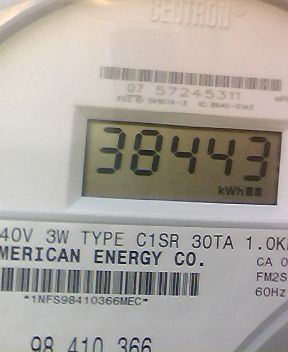 CENTRON®
07 57245311
38443
kWh
40V 3W TYPE C1SR 30TA 1.0K
MERICAN ENERGY CO.
CA 0
FM2S
*1NFS98410366MEC*
60Hz
98 410 366